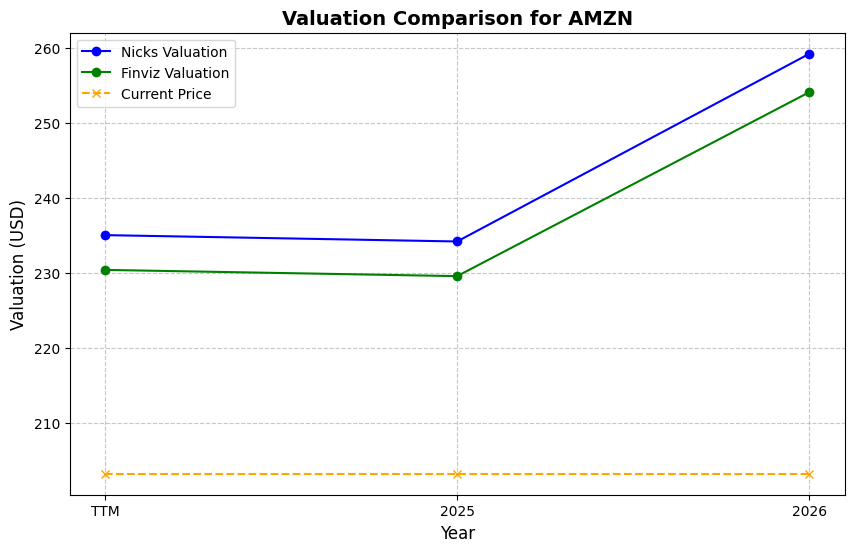 Valuation Comparison for AMZN
Nicks Valuation
Finviz Valuation
Current Price
Valuation (USD)
260
250
240
230
220
210
TTM
2025
2026
Year